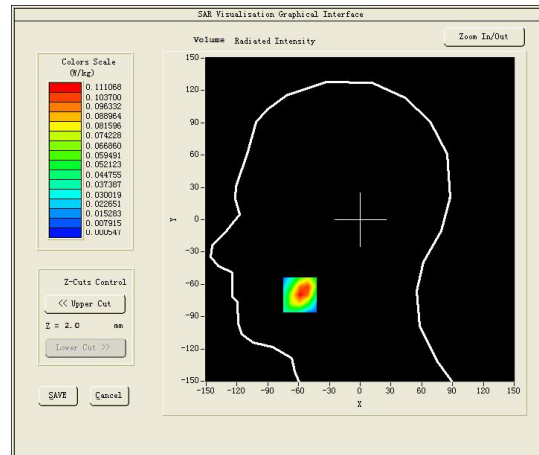 SAR Visualisation Graphical Interface
Volume Radiated Intensity
Zoom In/Out
Colors Scale
(W/kg)
0.111068
0.103700
0.096332
0.088964
0.081596
0.074228
0.066860
0.059491
0.052123
0.044755
0.037387
0.030019
0.022651
0.015283
0.007915
0.000547
Z-Cuts Control
<< Upper Cut
Z = 2.0 mm
Lower Cut >>
SAVE
Cancel
150
120
90
60
30
0
-30
-60
-90
-120
-150
Y
-150 -120 -90 -60 -30 0 30 60 90 120 150
X